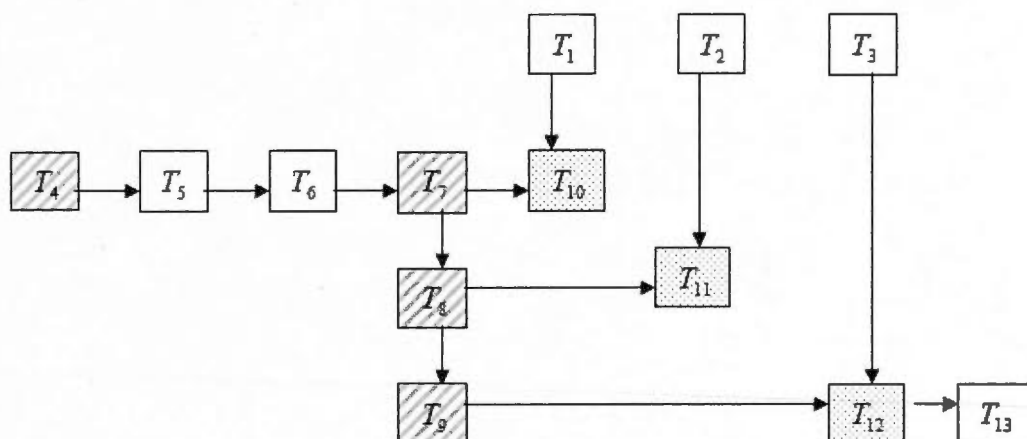 T₁ T₂ T₃
T₄ T₅ T₆ T₇ T₁₀
T₈ T₁₁
T₉ T₁₂ T₁₃